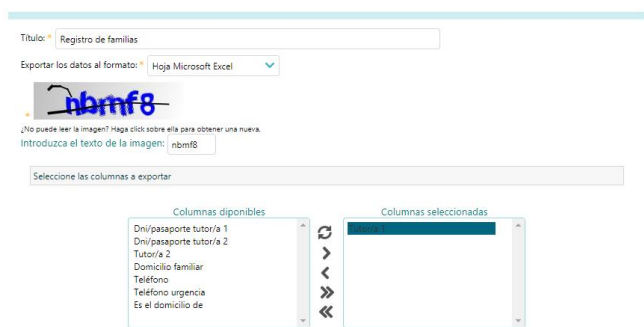 Título: * Registro de familias
Exportar los datos al formato: * Hoja Microsoft Excel
nbmf8
*
¿No puede leer la imagen? Haga click sobre ella para obtener una nueva.
Introduzca el texto de la imagen: nbmf8
Seleccione las columnas a exportar
Columnas diponibles
Dni/pasaporte tutor/a 1
Dni/pasaporte tutor/a 2
Tutor/a 2
Domicilio familiar
Teléfono
Teléfono urgencia
Es el domicilio de
Columnas seleccionadas
Tutor/a 1